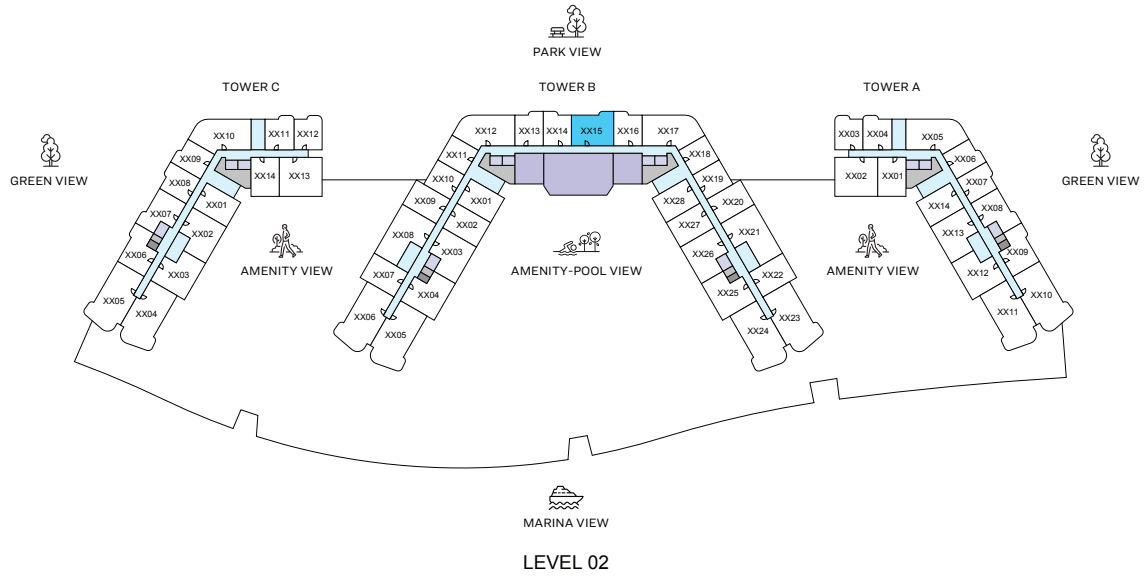 PARK VIEW
TOWER C
TOWER B
TOWER A
GREEN VIEW
GREEN VIEW
XX10
XX11
XX12
XX09
XX08
XX14
XX13
XX07
XX01
XX06
XX02
XX05
XX03
XX04
AMENITY VIEW
XX12
XX13
XX14
XX15
XX16
XX17
XX11
XX18
XX10
XX01
XX19
XX09
XX02
XX28
XX20
XX08
XX03
XX27
XX21
XX07
XX04
XX26
XX22
XX06
XX05
XX25
XX23
XX24
AMENITY-POOL VIEW
XX03
XX04
XX05
XX02
XX01
XX06
XX07
XX14
XX08
XX13
XX09
XX12
XX10
XX11
AMENITY VIEW
MARINA VIEW
LEVEL 02